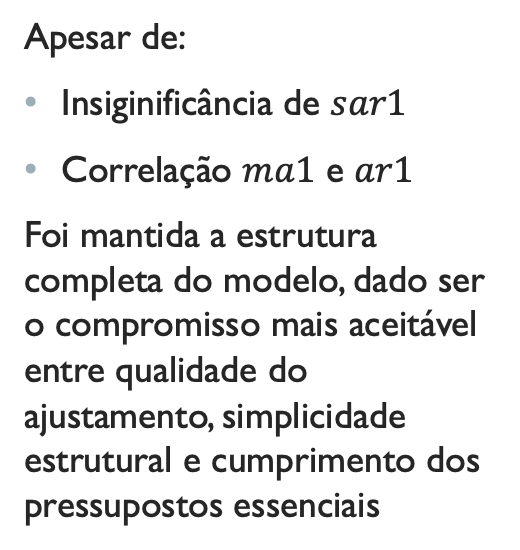 Apesar de:
• Insiginificância de sar1
• Correlação ma1 e ar1
Foi mantida a estrutura
completa do modelo, dado ser
o compromisso mais aceitável
entre qualidade do
ajustamento, simplicidade
estrutural e cumprimento dos
pressupostos essenciais